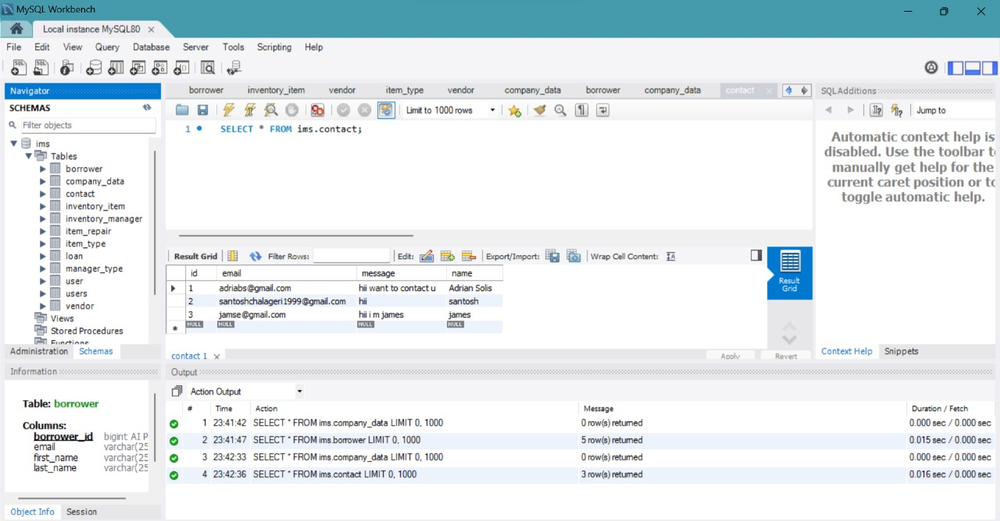 MySQL Workbench
Local instance MySQL80
File Edit View Query Database Server Tools Scripting Help
Navigator
SCHEMAS
Filter objects
ims
Tables
borrower
company_data
contact
inventory_item
inventory_manager
item_repair
item_type
loan
manager_type
user
users
vendor
Views
Stored Procedures
Functions
Administration Schemas
Information
Table: borrower
Columns:
borrower_id bigint AI P
email varchar(25
first_name varchar(25
last_name varchar(25
Object Info Session
borrower inventory_item vendor item_type vendor company_data borrower company_data contact
Limit to 1000 rows
1 SELECT * FROM ims.contact;
Result Grid Filter Rows: Edit: Export/Import: Wrap Cell Content:
id email message name
1 adriabs@gmail.com hii want to contact u Adrian Solis
2 santoshchalageri1999@gmail.com hii santosh
3 jamse@gmail.com hii i m james james
NULL NULL NULL NULL
Result
Grid
contact 1
Apply Revert
SQLAdditions
Jump to
Automatic context help is
disabled. Use the toolbar to
manually get help for the
current caret position or to
toggle automatic help.
Context Help Snippets
Output
Action Output
# Time Action Message Duration / Fetch
1 23:41:42 SELECT * FROM ims.company_data LIMIT 0, 1000 0 row(s) returned 0.000 sec / 0.000 sec
2 23:41:47 SELECT * FROM ims.borrower LIMIT 0, 1000 5 row(s) returned 0.015 sec / 0.000 sec
3 23:42:33 SELECT * FROM ims.company_data LIMIT 0, 1000 0 row(s) returned 0.000 sec / 0.000 sec
4 23:42:36 SELECT * FROM ims.contact LIMIT 0, 1000 3 row(s) returned 0.016 sec / 0.000 sec